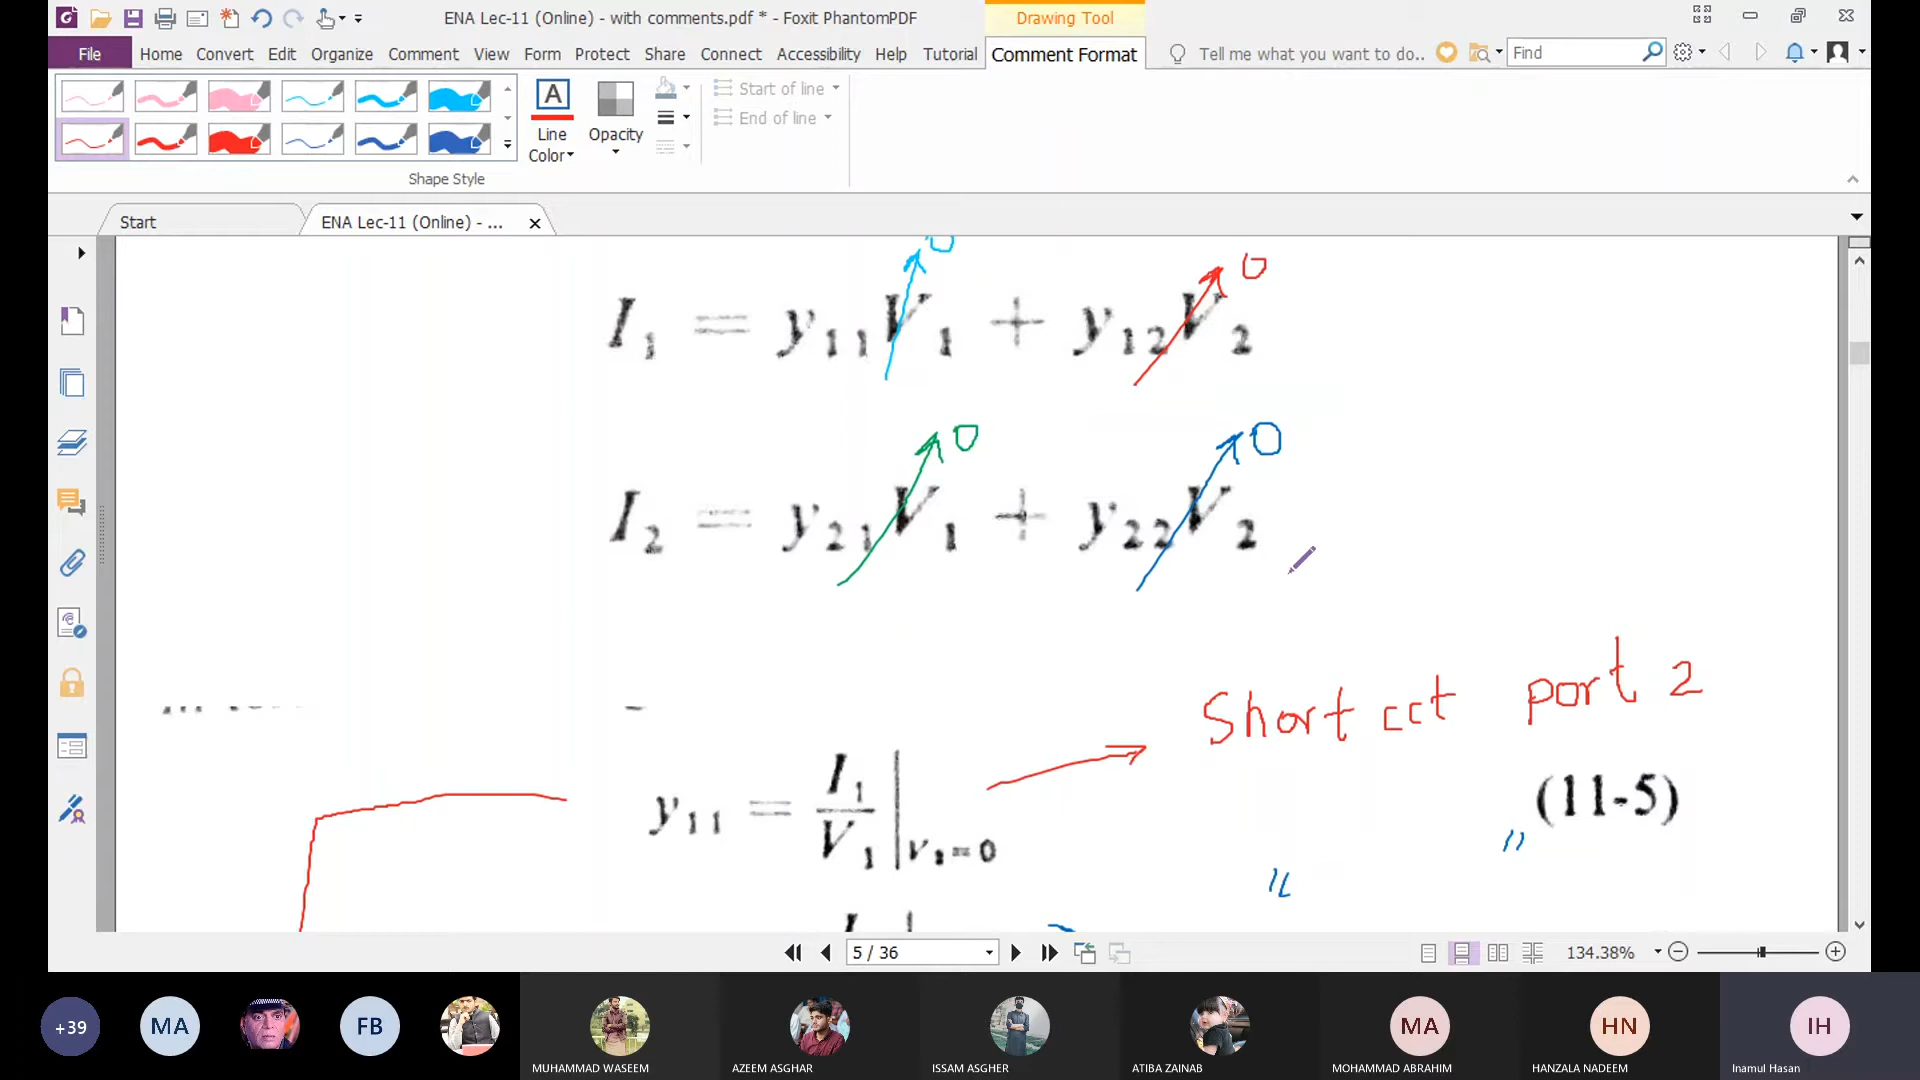 ENA Lec-11 (Online) - with comments.pdf * - Foxit PhantomPDF
Drawing Tool
File Home Convert Edit Organize Comment View Form Protect Share Connect Accessibility Help Tutorial Comment Format Tell me what you want to do.. Find
A
Line Color
Opacity
Start of line
End of line
Shape Style
Start
ENA Lec-11 (Online) - ...
0
0
I₁ = y₁₁V₁ + y₁₂V₂
0
0
I₂ = y₂₁V₁ + y₂₂V₂
Short cct port 2
y₁₁ = I₁/V₁ |V₂=0
(11-5)
"
"
5 / 36
134.38%
+39
MA
FB
MA
HN
IH
MUHAMMAD WASEEM
AZEEM ASGHAR
ISSAM ASGHER
ATIBA ZAINAB
MOHAMMAD ABRAHIM
HANZALA NADEEM
Inamul Hasan